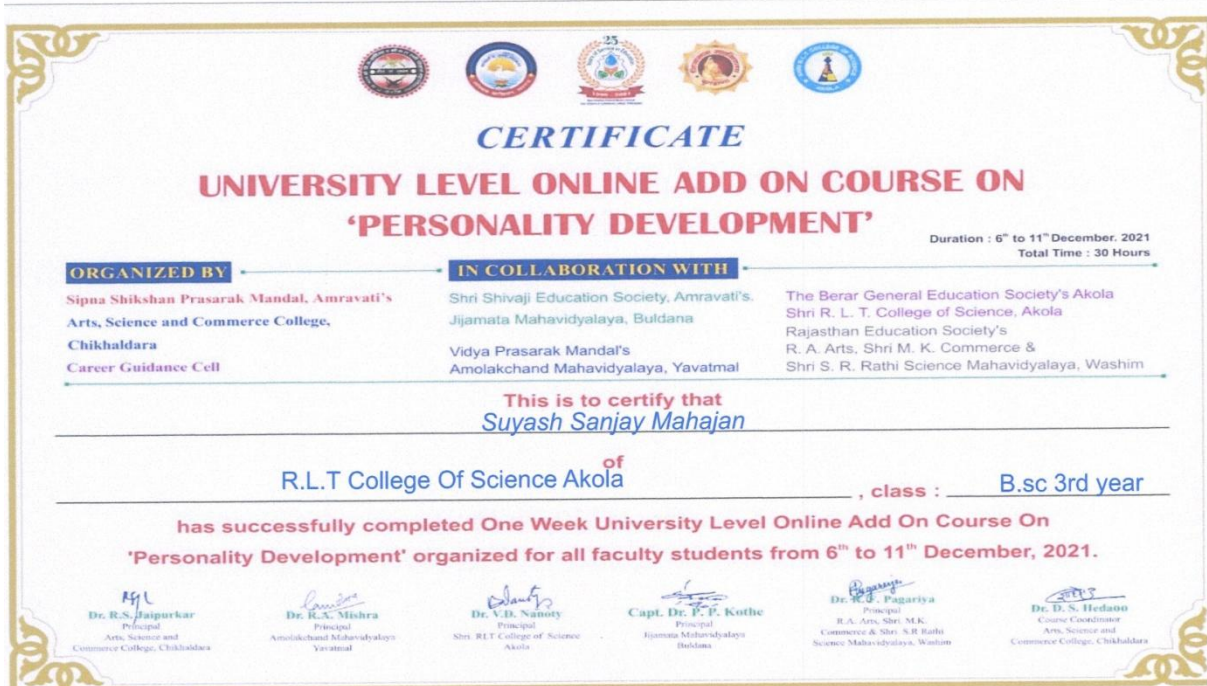 25
CERTIFICATE
UNIVERSITY LEVEL ONLINE ADD ON COURSE ON
'PERSONALITY DEVELOPMENT'
Duration : 6th to 11th December. 2021
Total Time : 30 Hours
ORGANIZED BY
Sipna Shikshan Prasarak Mandal, Amravati's
Arts, Science and Commerce College,
Chikhaldara
Career Guidance Cell
IN COLLABORATION WITH
Shri Shivaji Education Society, Amravati's.
Jijamata Mahavidyalaya, Buldana
Vidya Prasarak Mandal's
Amolakchand Mahavidyalaya, Yavatmal
The Berar General Education Society's Akola
Shri R. L. T. College of Science, Akola
Rajasthan Education Society's
R. A. Arts, Shri M. K. Commerce &
Shri S. R. Rathi Science Mahavidyalaya, Washim
This is to certify that
Suyash Sanjay Mahajan
of
R.L.T College Of Science Akola , class : B.sc 3rd year
has successfully completed One Week University Level Online Add On Course On
'Personality Development' organized for all faculty students from 6th to 11th December, 2021.
Dr. R.S. Jaipurkar
Principal
Arts, Science and
Commerce College, Chikhaldara
Dr. R.A. Mishra
Principal
Amolakchand Mahavidyalaya
Yavatmal
Dr. V.D. Nanoty
Principal
Shri. RLT College of Science
Akola
Capt. Dr. P. P. Kothe
Principal
Jijamata Mahavidyalaya
Buldana
Dr. Pagariya
Principal
R.A. Arts, Shri. M.K.
Commerce & Shri. S.R Rathi
Science Mahavidyalaya, Washim
Dr. D. S. Hedaoo
Course Coordinator
Arts, Science and
Commerce College, Chikhaldara